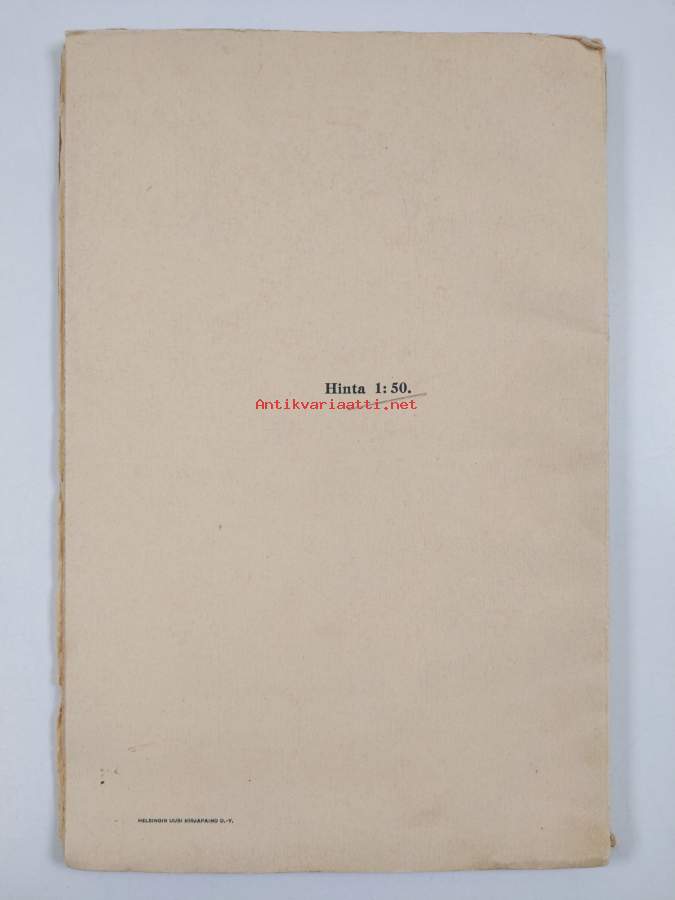 Hinta 1:50.
Antikvariaatti.net
HELSINGIN UUSI KIRJAPAINO O.-Y.